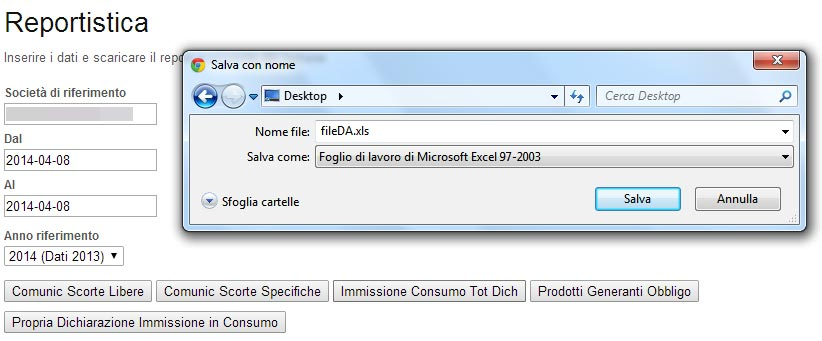 Reportistica
Inserire i dati e scaricare il repo
Società di riferimento
Dal
2014-04-08
Al
2014-04-08
Anno riferimento
2014 (Dati 2013)
Comunic Scorte Libere
Comunic Scorte Specifiche
Immissione Consumo Tot Dich
Prodotti Generanti Obbligo
Propria Dichiarazione Immissione in Consumo
Salva con nome
Desktop
Cerca Desktop
Nome file: fileDA.xls
Salva come: Foglio di lavoro di Microsoft Excel 97-2003
Sfoglia cartelle
Salva
Annulla